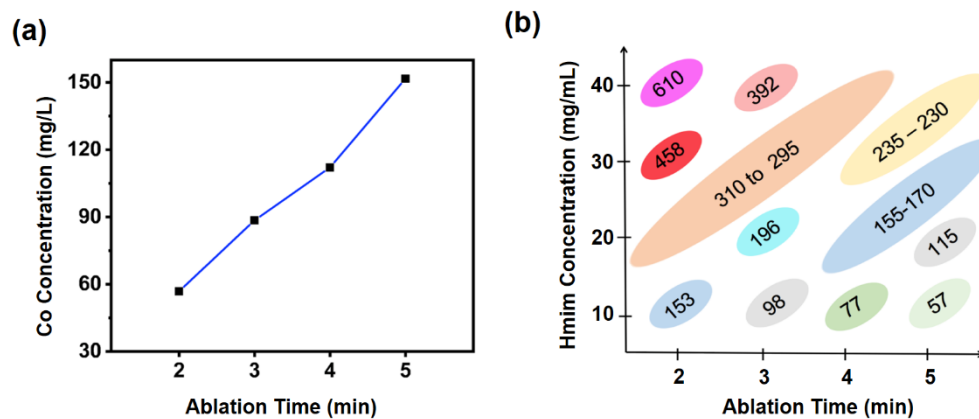 (a)
Co Concentration (mg/L)
150
120
90
60
30
2 3 4 5
Ablation Time (min)
(b)
Hmim Concentration (mg/mL)
40
30
20
10
610
392
458
310 to 295
235 – 230
196
155-170
115
153
98
77
57
2 3 4 5
Ablation Time (min)